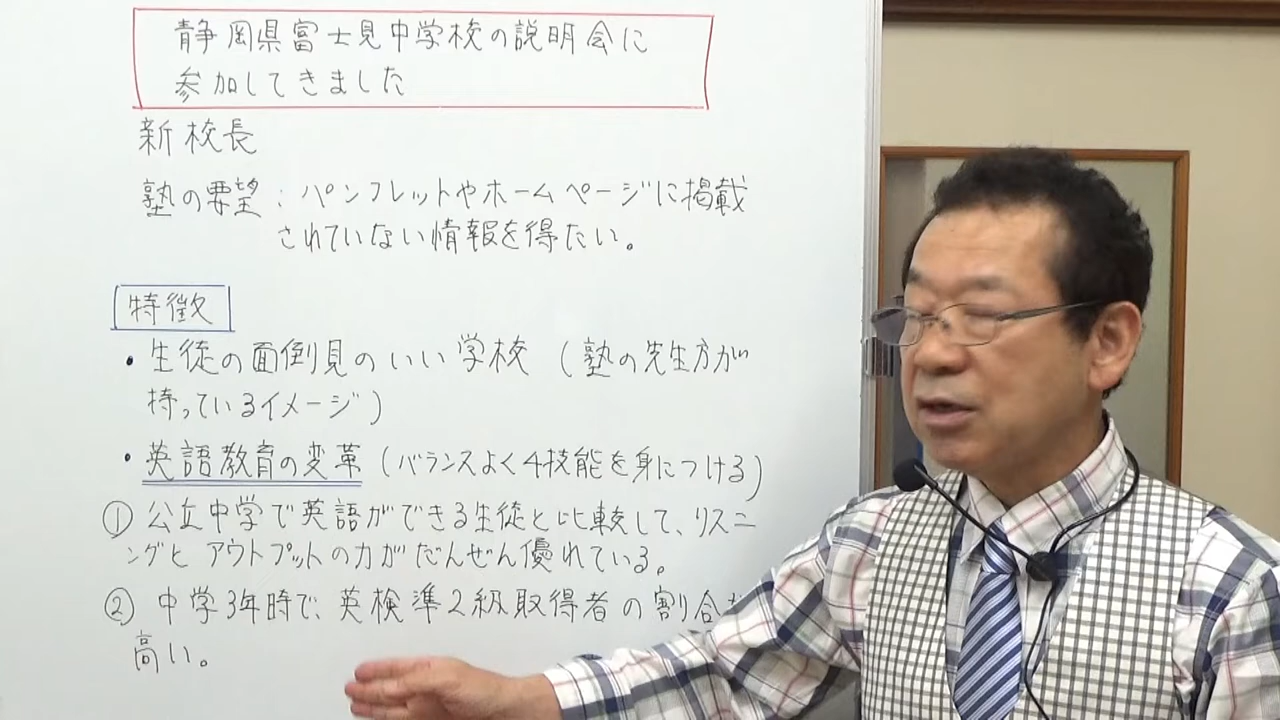 静岡県富士見中学校の説明会に
参加してきました
新校長
塾の要望：パンフレットやホームページに掲載
されていない情報を得たい。
特徴
・生徒の面倒見のいい学校（塾の先生方が
持っているイメージ）
・英語教育の変革（バランスよく4技能を身につける）
① 公立中学で英語ができる生徒と比較して、リスニ
ングとアウトプットの力がだんぜん優れている。
② 中学3年時で、英検準2級取得者の割合
高い。